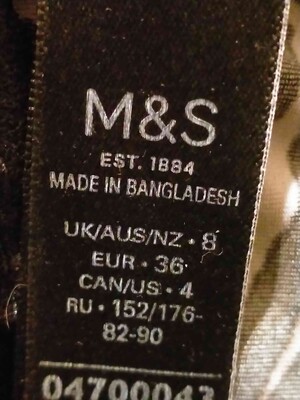 M&S
EST. 1884
MADE IN BANGLADESH
UK/AUS/NZ • 8
EUR • 36
CAN/US • 4
RU • 152/176-
82-90
04700043